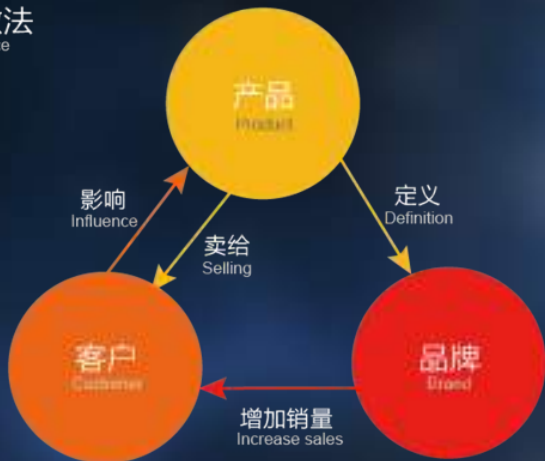 法
产品
Product
影响
Influence
定义
Definition
卖给
Selling
客户
Customer
品牌
Brand
增加销量
Increase sales